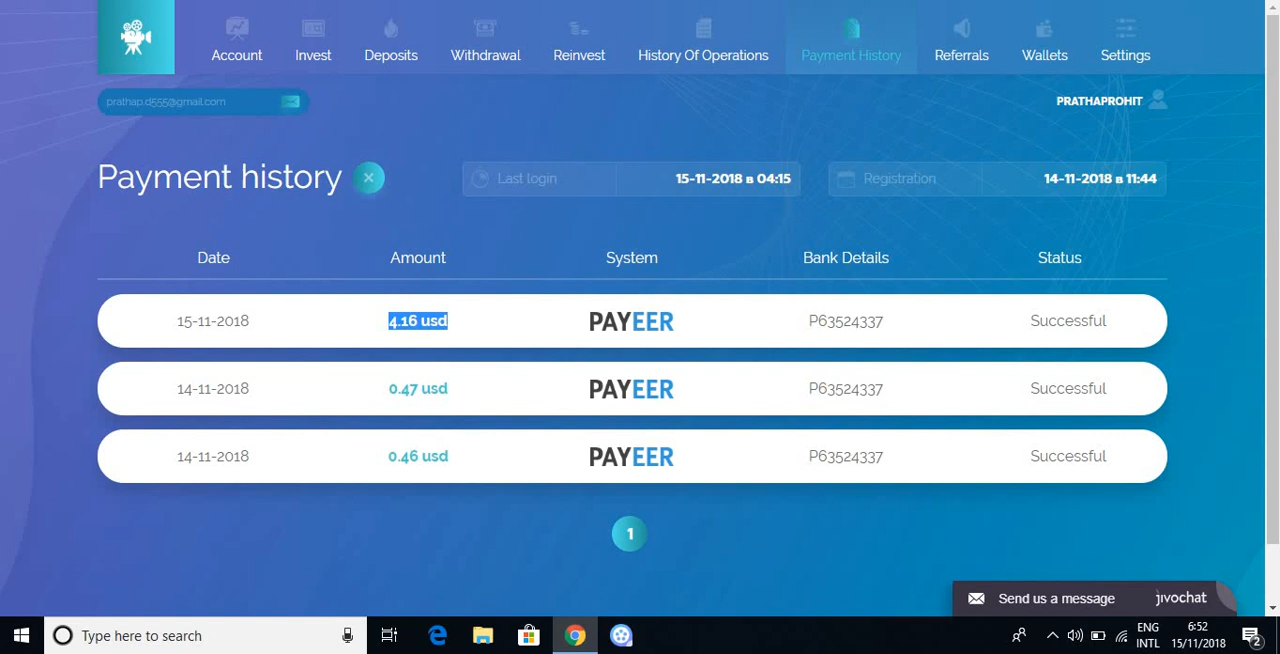 Account Invest Deposits Withdrawal Reinvest History Of Operations Payment History Referrals Wallets Settings
prathap.d555@gmail.com PRATHAPROHIT
Payment history Last login 15-11-2018 в 04:15 Registration 14-11-2018 в 11:44
Date Amount System Bank Details Status
15-11-2018 4.16 usd PAYEER P63524337 Successful
14-11-2018 0.47 usd PAYEER P63524337 Successful
14-11-2018 0.46 usd PAYEER P63524337 Successful
1
Send us a message jivochat
Type here to search ENG INTL 6:52 15/11/2018 2